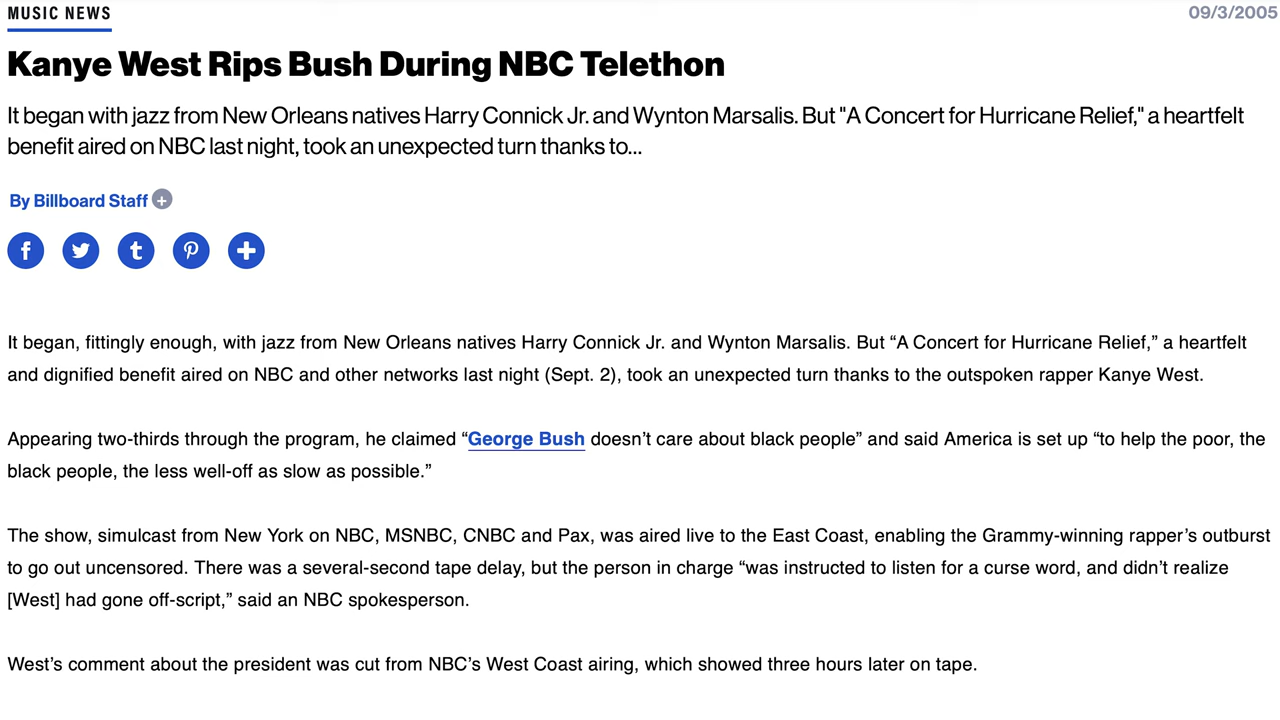 MUSIC NEWS
09/3/2005
Kanye West Rips Bush During NBC Telethon
It began with jazz from New Orleans natives Harry Connick Jr. and Wynton Marsalis. But "A Concert for Hurricane Relief," a heartfelt
benefit aired on NBC last night, took an unexpected turn thanks to...
By Billboard Staff +
It began, fittingly enough, with jazz from New Orleans natives Harry Connick Jr. and Wynton Marsalis. But “A Concert for Hurricane Relief,” a heartfelt
and dignified benefit aired on NBC and other networks last night (Sept. 2), took an unexpected turn thanks to the outspoken rapper Kanye West.
Appearing two-thirds through the program, he claimed “George Bush doesn’t care about black people” and said America is set up “to help the poor, the
black people, the less well-off as slow as possible.”
The show, simulcast from New York on NBC, MSNBC, CNBC and Pax, was aired live to the East Coast, enabling the Grammy-winning rapper’s outburst
to go out uncensored. There was a several-second tape delay, but the person in charge “was instructed to listen for a curse word, and didn’t realize
[West] had gone off-script,” said an NBC spokesperson.
West’s comment about the president was cut from NBC’s West Coast airing, which showed three hours later on tape.